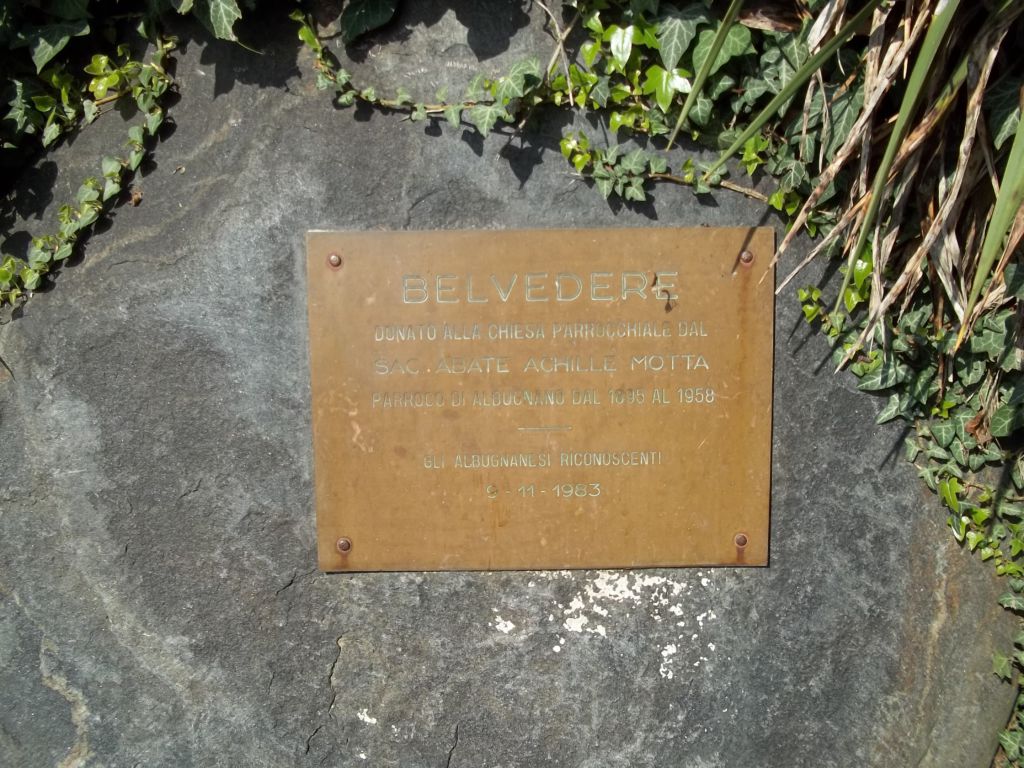 BELVEDERE
DONATO ALLA CHIESA PARROCCHIALE DAL
SAC. ABATE ACHILLE MOTTA
PARROCO DI ALBUGNANO DAL 1895 AL 1958
GLI ALBUGNANESI RICONOSCENTI
9-11-1983